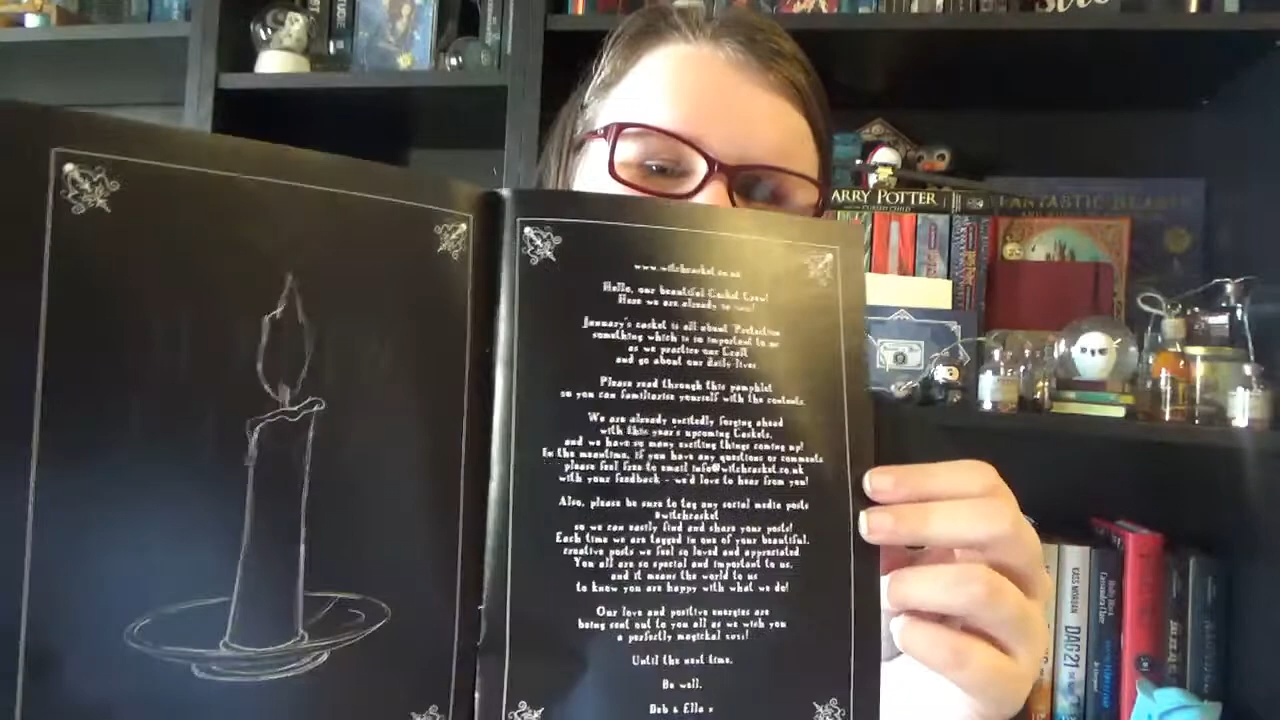 ARRY POTTER
FANTASTIC BEASTS
www.witchcasket.co.uk
Hello, our beautiful Casket Crew!
Here we are already in 2021!
January's casket is all about 'Protection
something which is so important to us
as we practice our Craft
and go about our daily lives.
Please read through this pamphlet
so you can familiarise yourself with the contents.
We are already excitedly forging ahead
with this year's upcoming Caskets,
and we have so many exciting things coming up!
In the meantime, if you have any questions or comments
please feel free to email info@witchcasket.co.uk
with your feedback - we'd love to hear from you!
Also, please be sure to tag any social media posts
#witchcasket
so we can easily find and share your posts!
Each time we are tagged in one of your beautiful,
creative posts we feel so loved and appreciated.
You all are so special and important to us,
and it means the world to us
to know you are happy with what we do!
Our love and positive energies are
being sent out to you all as we wish you
a perfectly magickal 2021!
Until the next time,
Be well,
Deb & Ella x
KASS MORGAN
DAG 21
Cassandra Clare